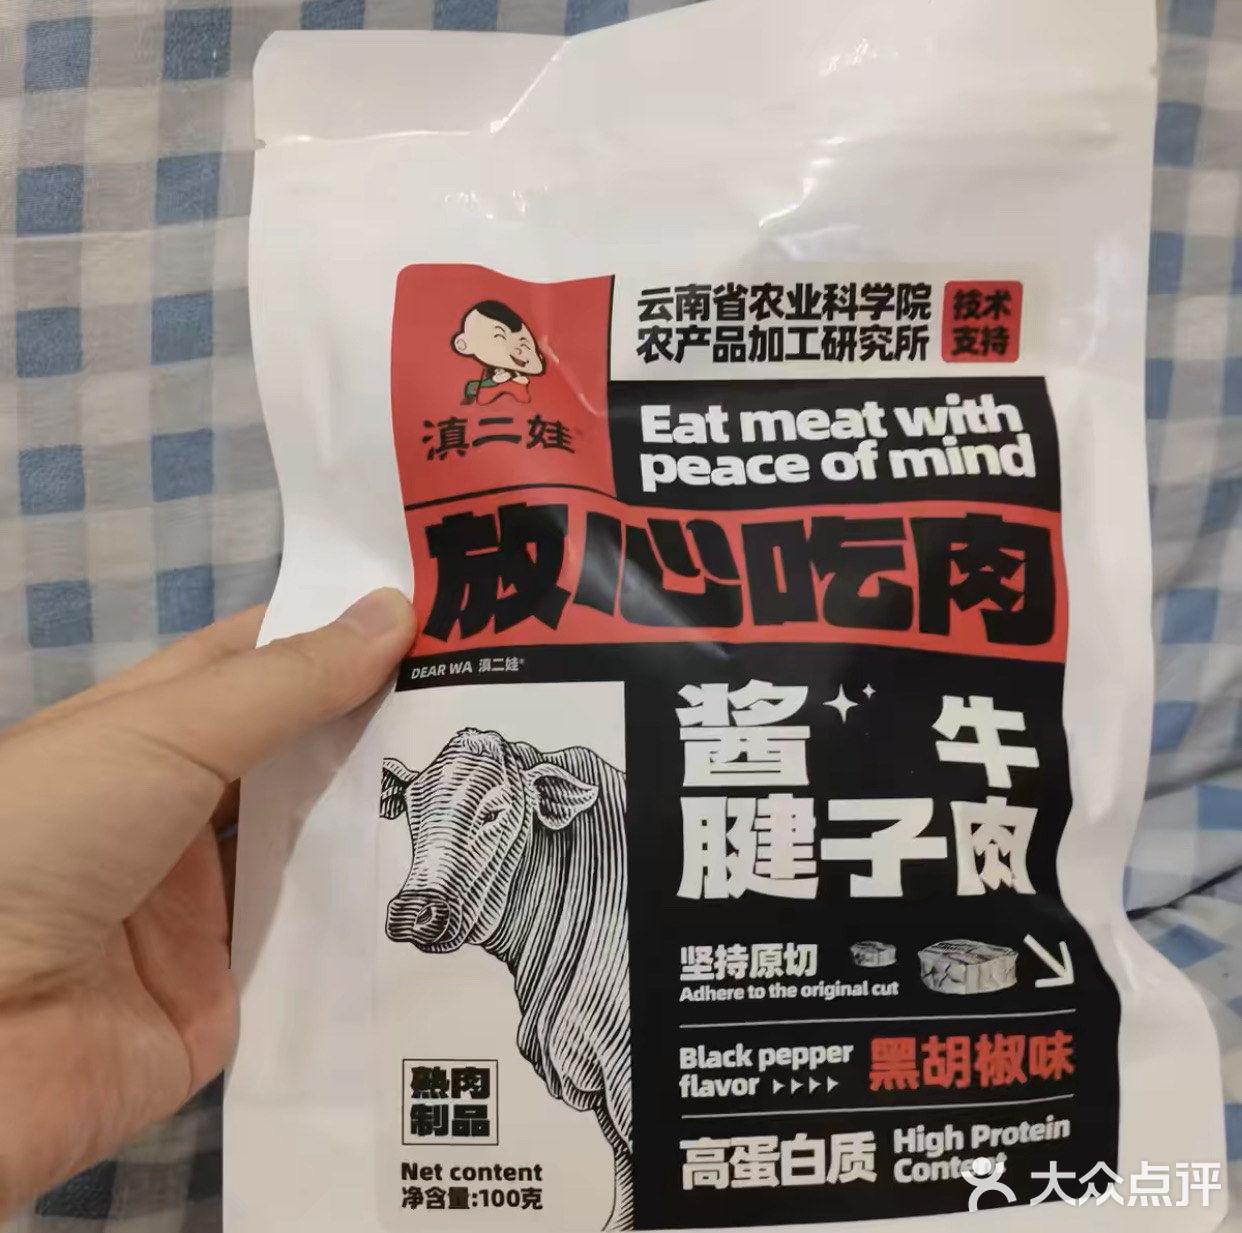 云南省农业科学院
农产品加工研究所
技术
支持
滇二娃
Eat meat with
peace of mind
放心吃肉
DEAR WA 滇二娃®
酱 牛
腱子肉
坚持原切
Adhere to the original cut
Black pepper
flavor
黑胡椒味
高蛋白质
High Protein
Content
熟肉
制品
Net content
净含量:100克
大众点评